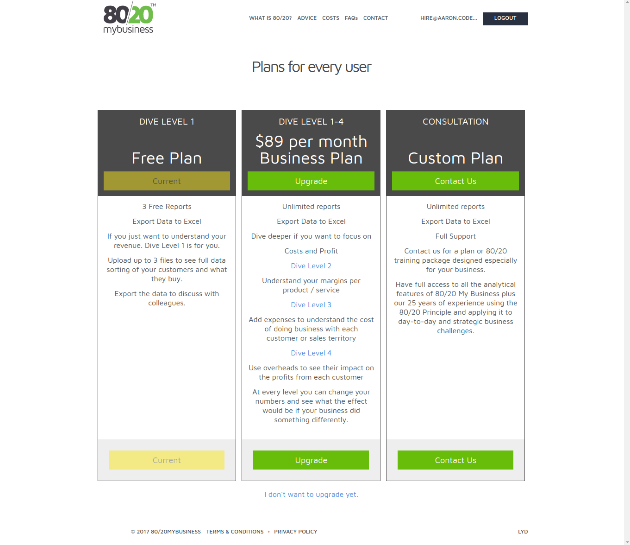 80/20 TM
mybusiness
WHAT IS 80/20? ADVICE COSTS FAQs CONTACT HIRE@AARON.CODE... LOGOUT
Plans for every user
DIVE LEVEL 1
Free Plan
Current
3 Free Reports
Export Data to Excel
If you just want to understand your
revenue. Dive Level 1 is for you.
Upload up to 3 files to see full data
sorting of your customers and what
they buy.
Export the data to discuss with
colleagues.
Current
DIVE LEVEL 1-4
$89 per month
Business Plan
Upgrade
Unlimited reports
Export Data to Excel
Dive deeper if you want to focus on
Costs and Profit
Dive Level 2
Understand your margins per
product / service
Dive Level 3
Add expenses to understand the cost
of doing business with each
customer or sales territory
Dive Level 4
Use overheads to see their impact on
the profits from each customer
At every level you can change your
numbers and see what the effect
would be if your business did
something differently.
Upgrade
CONSULTATION
Custom Plan
Contact Us
Unlimited reports
Export Data to Excel
Full Support
Contact us for a plan or 80/20
training package designed especially
for your business.
Have full access to all the analytical
features of 80/20 My Business plus
our 25 years of experience using the
80/20 Principle and applying it to
day-to-day and strategic business
challenges.
Contact Us
I don't want to upgrade yet.
© 2017 80/20MYBUSINESS TERMS & CONDITIONS • PRIVACY POLICY LYD